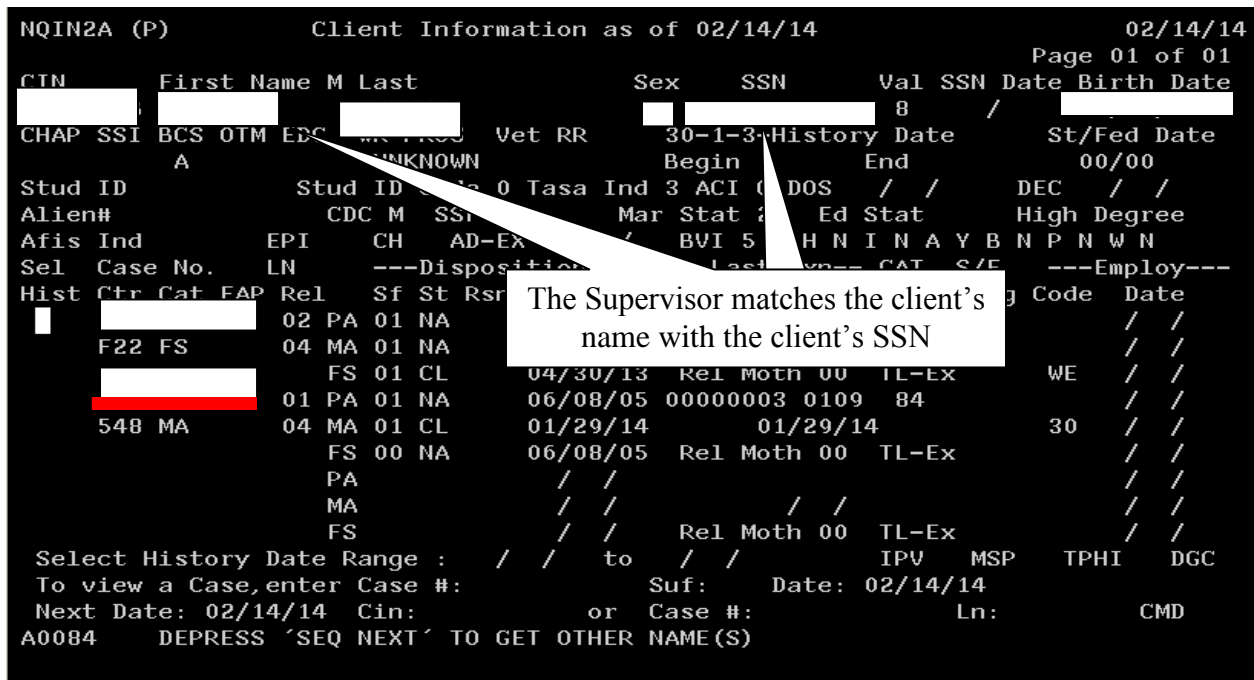 NQIN2A (P) Client Information as of 02/14/14 02/14/14
Page 01 of 01
CIN First Name M Last Sex SSN Val SSN Date Birth Date
8 /
CHAP SSI BCS OTM EDC Vet RR 30-1-3-History Date St/Fed Date
A UNKNOWN Begin End 00/00
Stud ID Stud ID 0 Tasa Ind 3 ACI DOS / / DEC / /
Alien# CDC M SSI Mar Stat 2 Ed Stat High Degree
Afis Ind EPI CH AD-EX / BVI 5 H N I N A Y B N P N W N
Sel Case No. LN ---Disposition Last CAT S/F ---Employ---
Hist Ctr Cat FAP Rel Sf St Rsn g Code Date
02 PA 01 NA / /
F22 FS 04 MA 01 NA / /
The Supervisor matches the client's
name with the client's SSN
FS 01 CL 04/30/13 Rel Moth 00 TL-Ex WE / /
01 PA 01 NA 06/08/05 00000003 0109 84 / /
548 MA 04 MA 01 CL 01/29/14 01/29/14 30 / /
FS 00 NA 06/08/05 Rel Moth 00 TL-Ex / /
PA / / / /
MA / / / / / /
FS / / Rel Moth 00 TL-Ex / /
Select History Date Range : / / to / / IPV MSP TPHI DGC
To view a Case,enter Case #: Suf: Date: 02/14/14
Next Date: 02/14/14 Cin: or Case #: Ln: CMD
A0084 DEPRESS ´SEQ NEXT´ TO GET OTHER NAME(S)